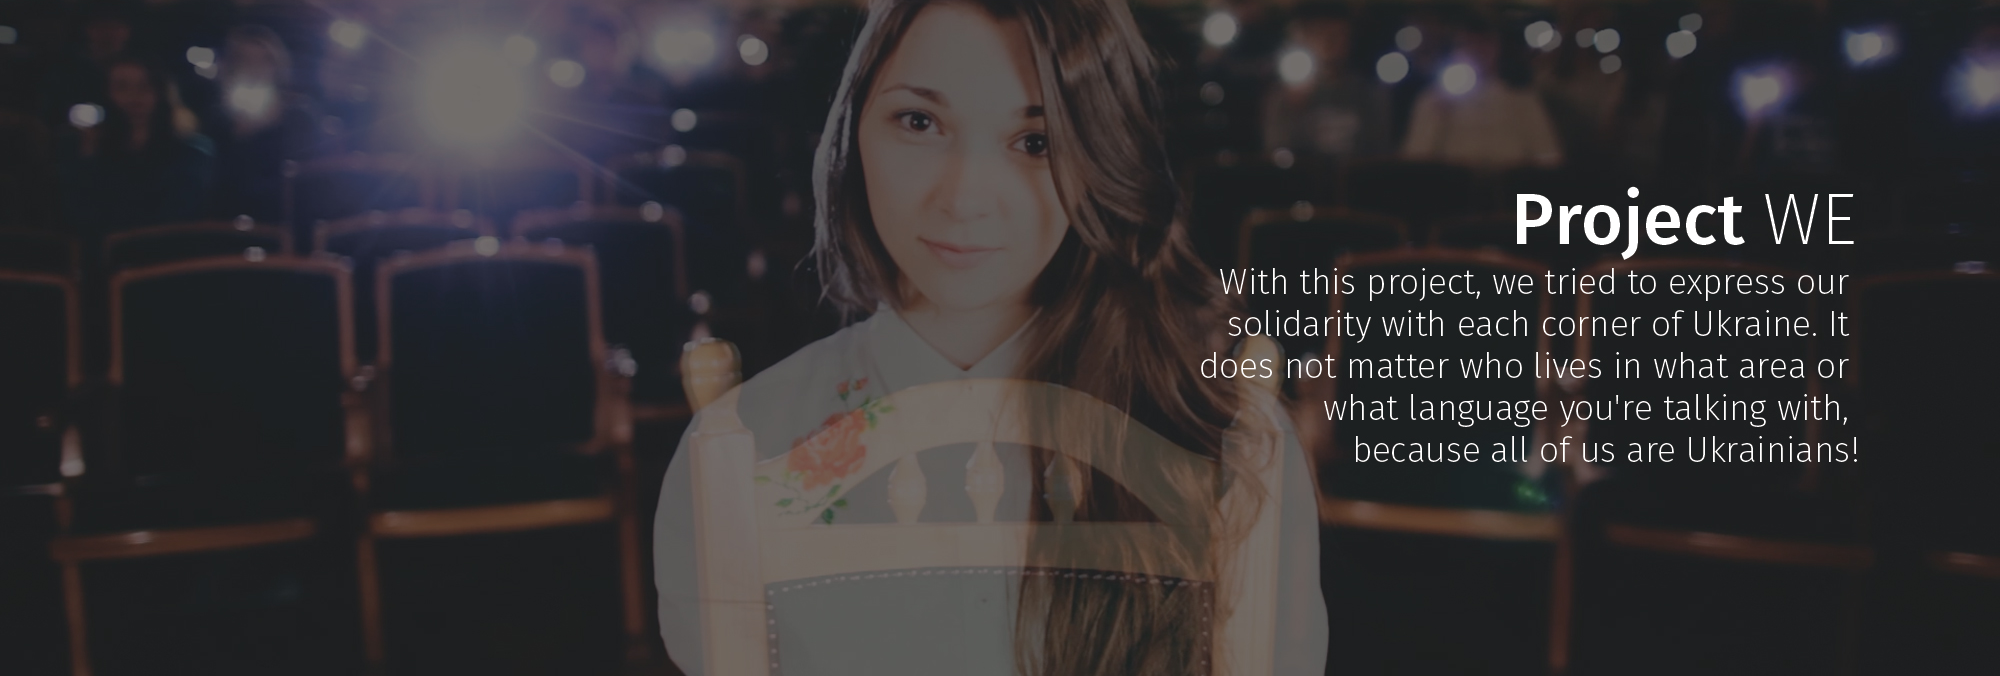 Project WE
With this project, we tried to express our
solidarity with each corner of Ukraine. It
does not matter who lives in what area or
what language you're talking with,
because all of us are Ukrainians!